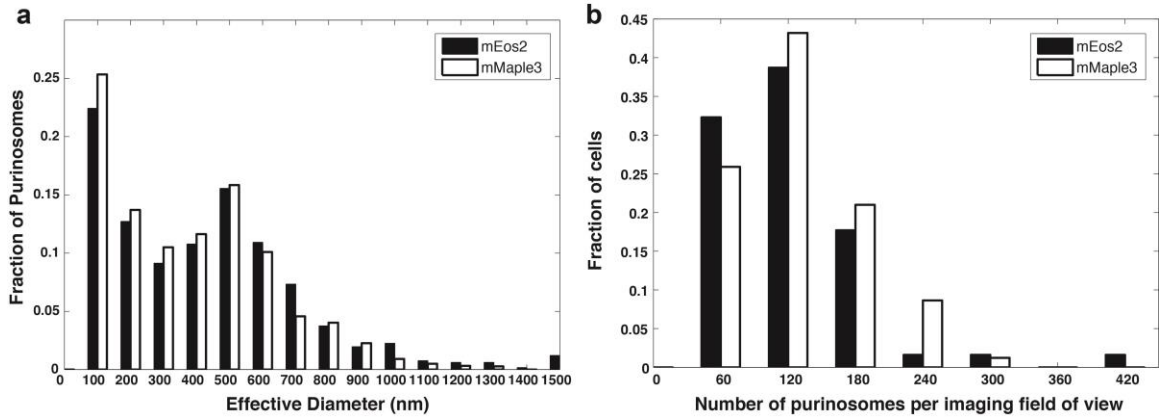 a
mEos2
mMaple3
0.25
0.2
0.15
0.1
0.05
0
0 100 200 300 400 500 600 700 800 900 1000 1100 1200 1300 1400 1500
Fraction of Purinosomes
Effective Diameter (nm)
b
mEos2
mMaple3
0.45
0.4
0.35
0.3
0.25
0.2
0.15
0.1
0.05
0
0 60 120 180 240 300 360 420
Fraction of cells
Number of purinosomes per imaging field of view